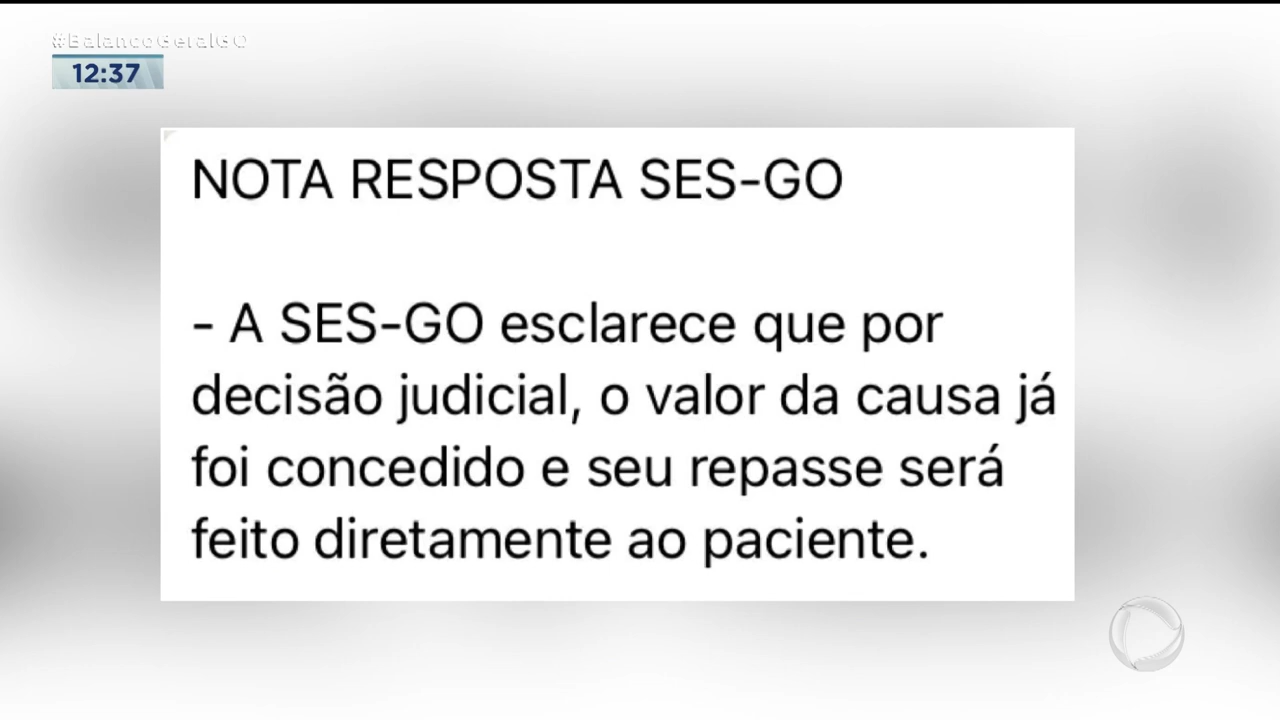 #BalancoGeralGO
12:37
NOTA RESPOSTA SES-GO
- A SES-GO esclarece que por
decisão judicial, o valor da causa já
foi concedido e seu repasse será
feito diretamente ao paciente.